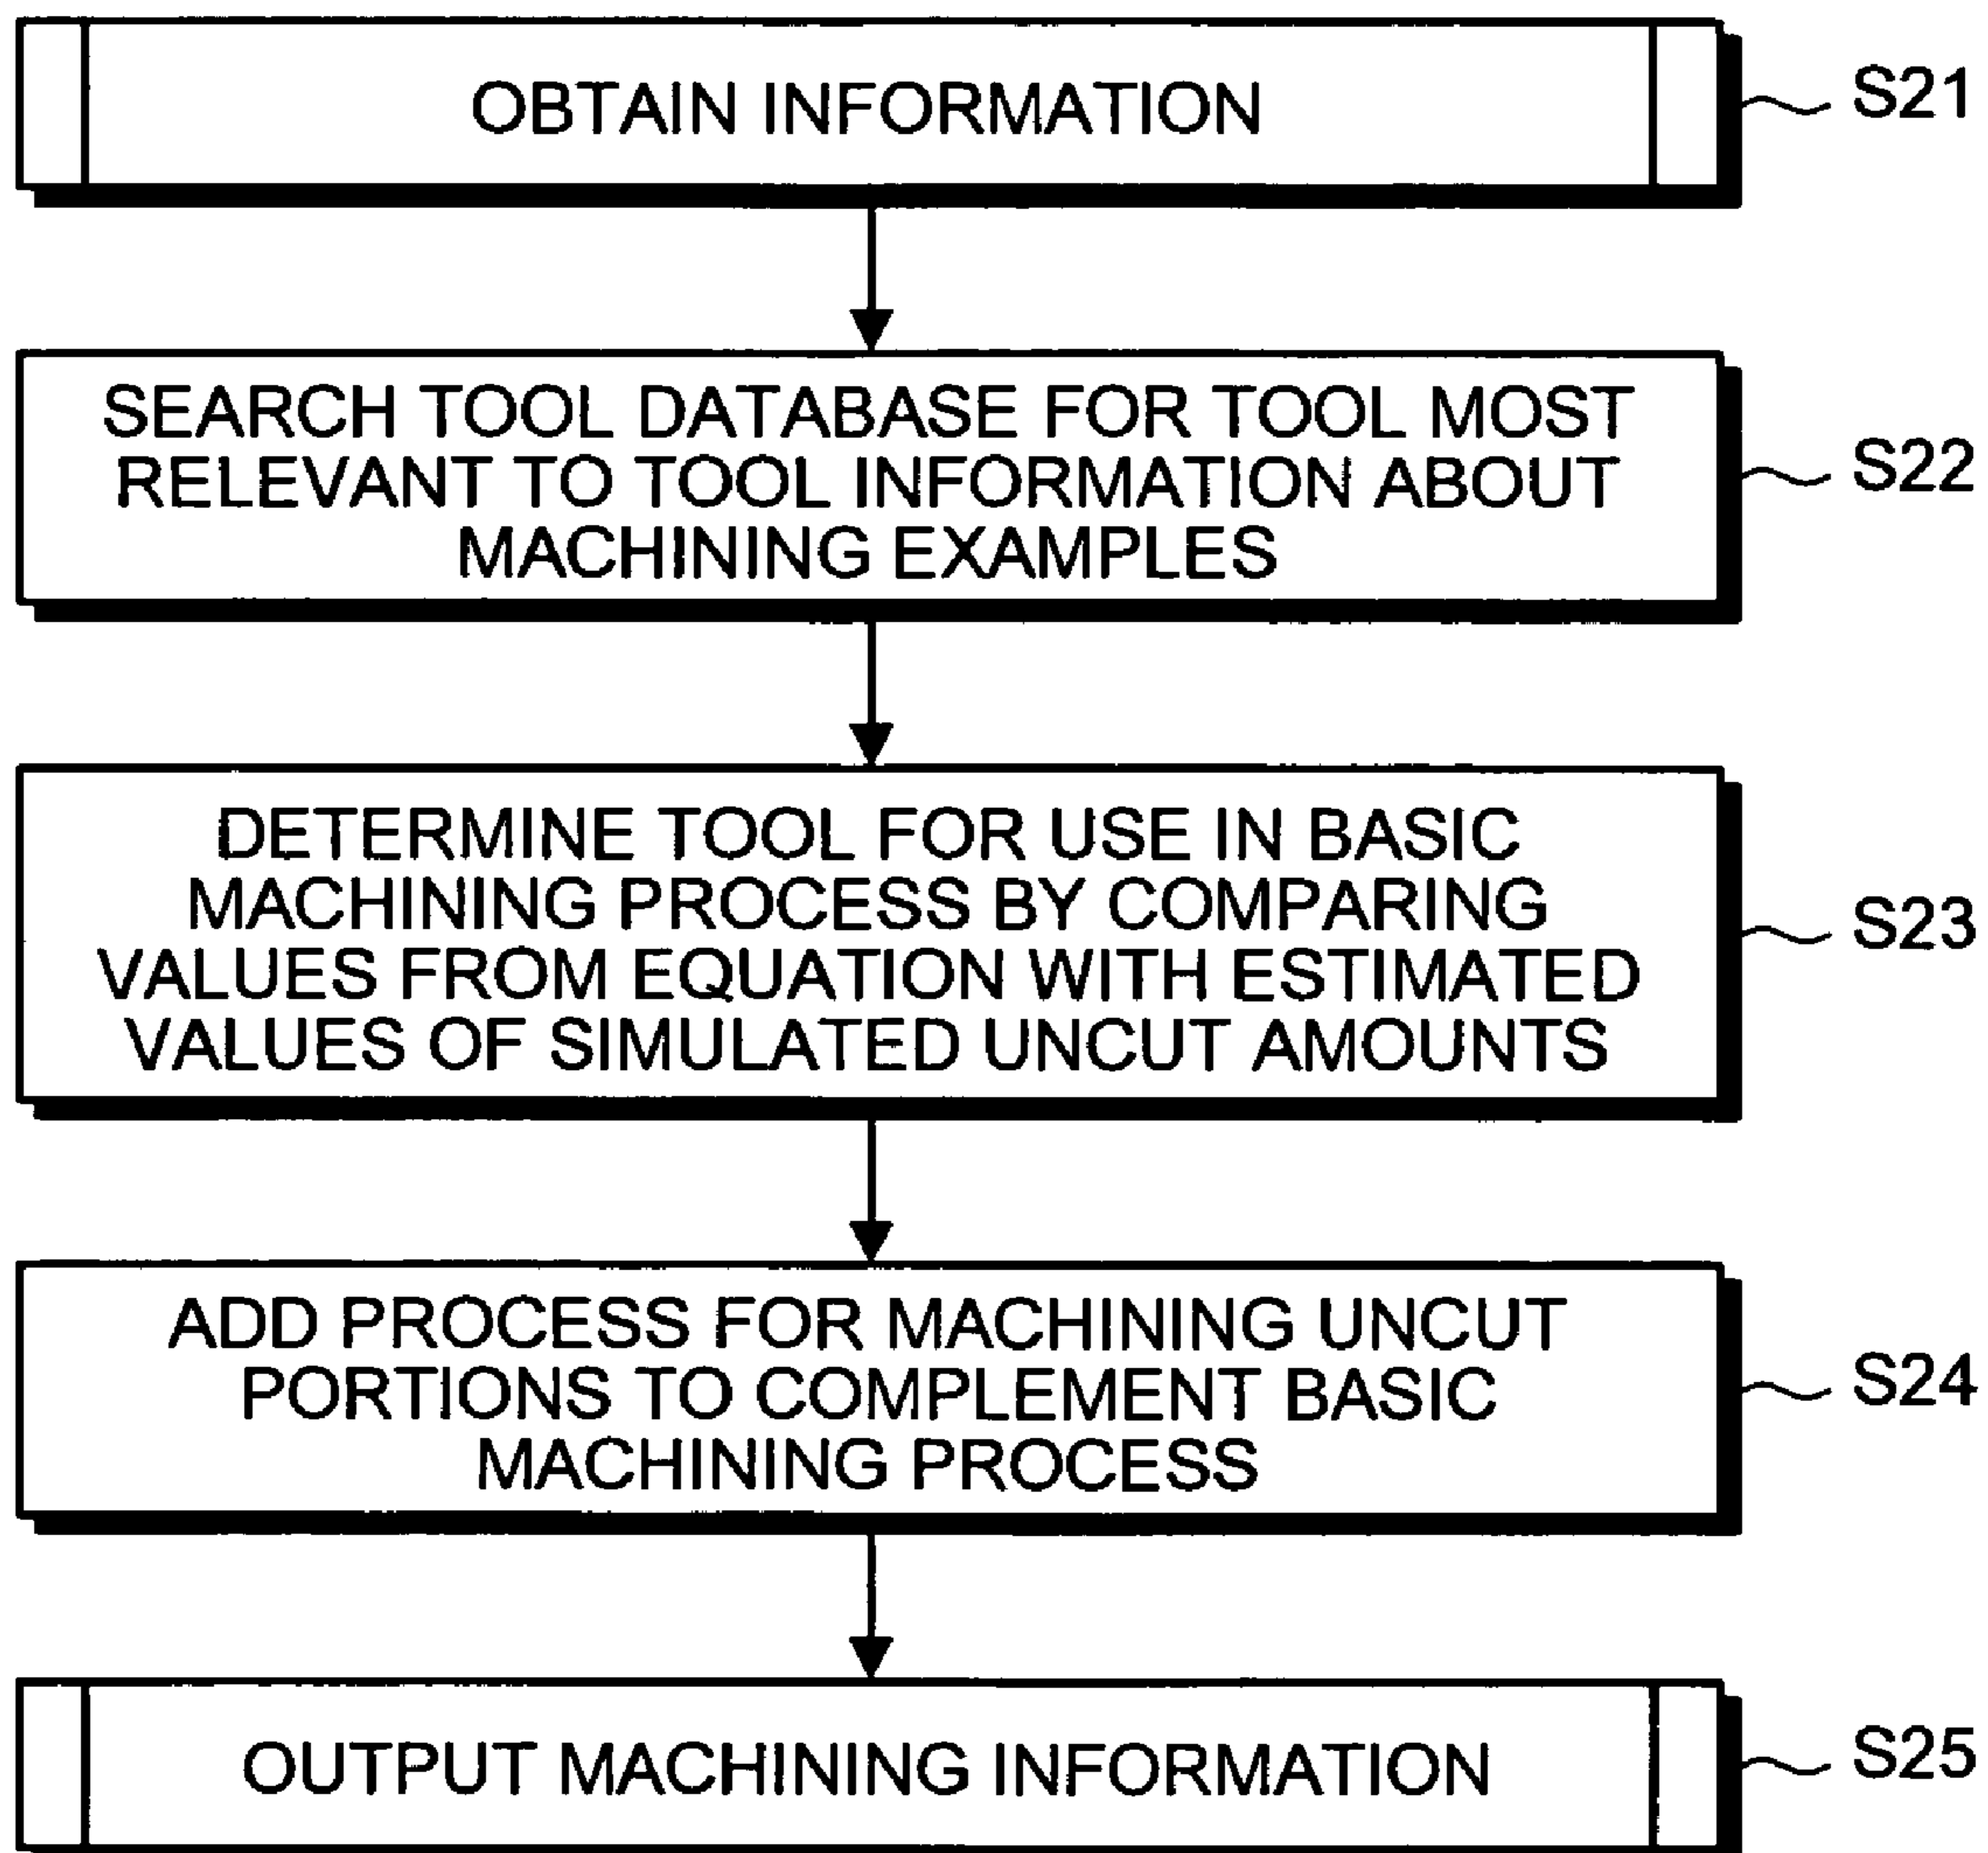 OBTAIN INFORMATION
S21
SEARCH TOOL DATABASE FOR TOOL MOST
RELEVANT TO TOOL INFORMATION ABOUT
MACHINING EXAMPLES
S22
DETERMINE TOOL FOR USE IN BASIC
MACHINING PROCESS BY COMPARING
VALUES FROM EQUATION WITH ESTIMATED
VALUES OF SIMULATED UNCUT AMOUNTS
S23
ADD PROCESS FOR MACHINING UNCUT
PORTIONS TO COMPLEMENT BASIC
MACHINING PROCESS
S24
OUTPUT MACHINING INFORMATION
S25